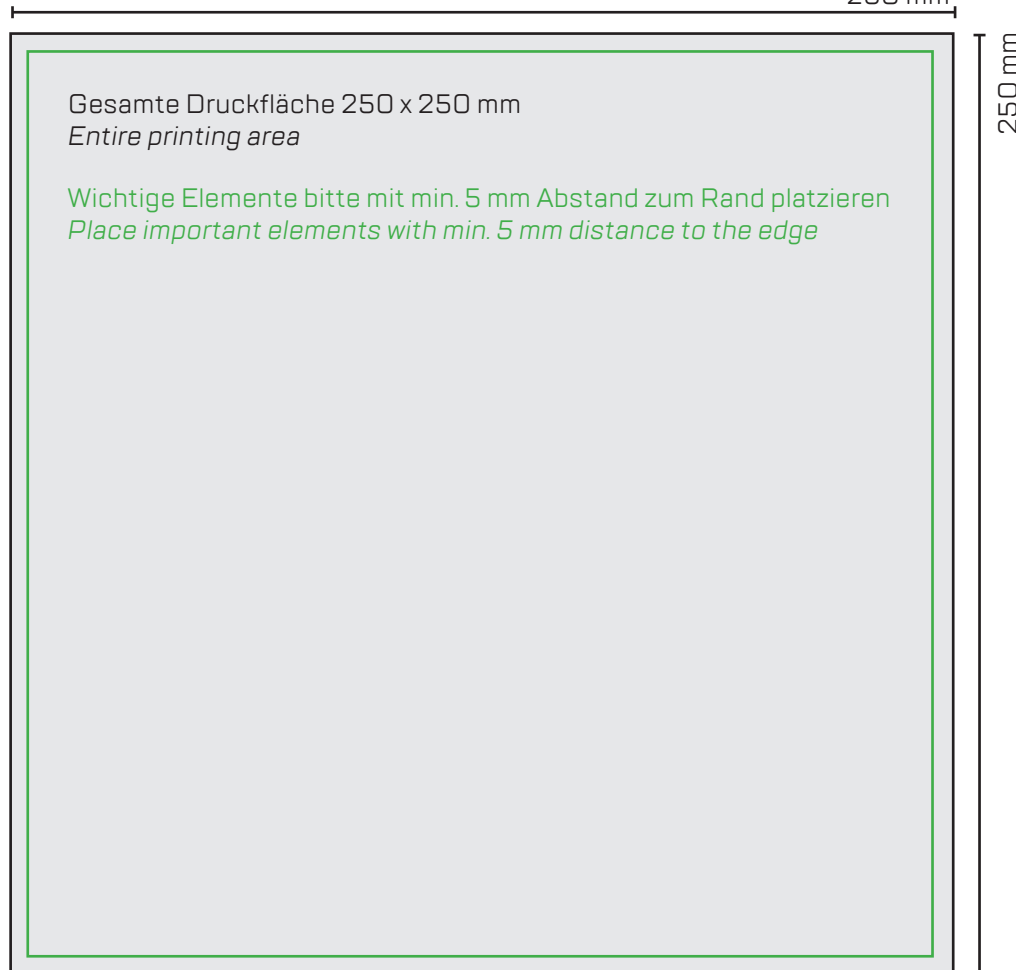 mm
250 mm
Gesamte Druckfläche 250 x 250 mm
Entire printing area
Wichtige Elemente bitte mit min. 5 mm Abstand zum Rand platzieren
Place important elements with min. 5 mm distance to the edge